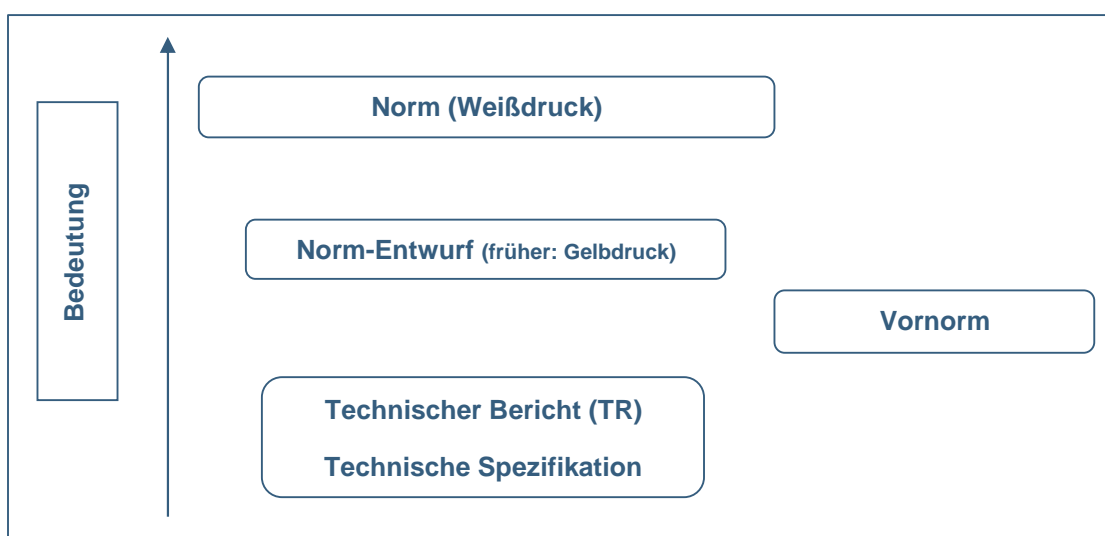 Bedeutung
Norm (Weißdruck)
Norm-Entwurf (früher: Gelbdruck)
Vornorm
Technischer Bericht (TR)
Technische Spezifikation